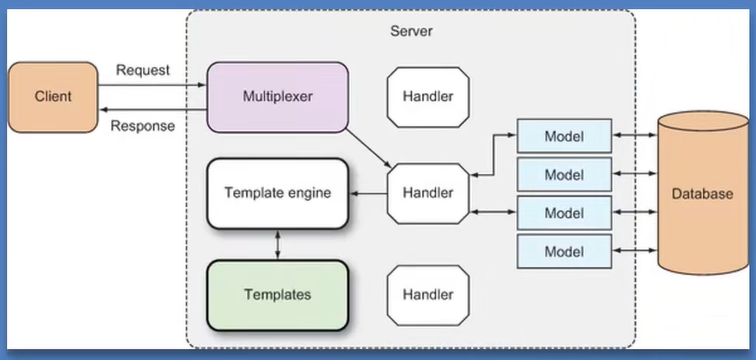 Server
Client
Request
Response
Multiplexer
Handler
Template engine
Handler
Templates
Handler
Model
Model
Model
Model
Database